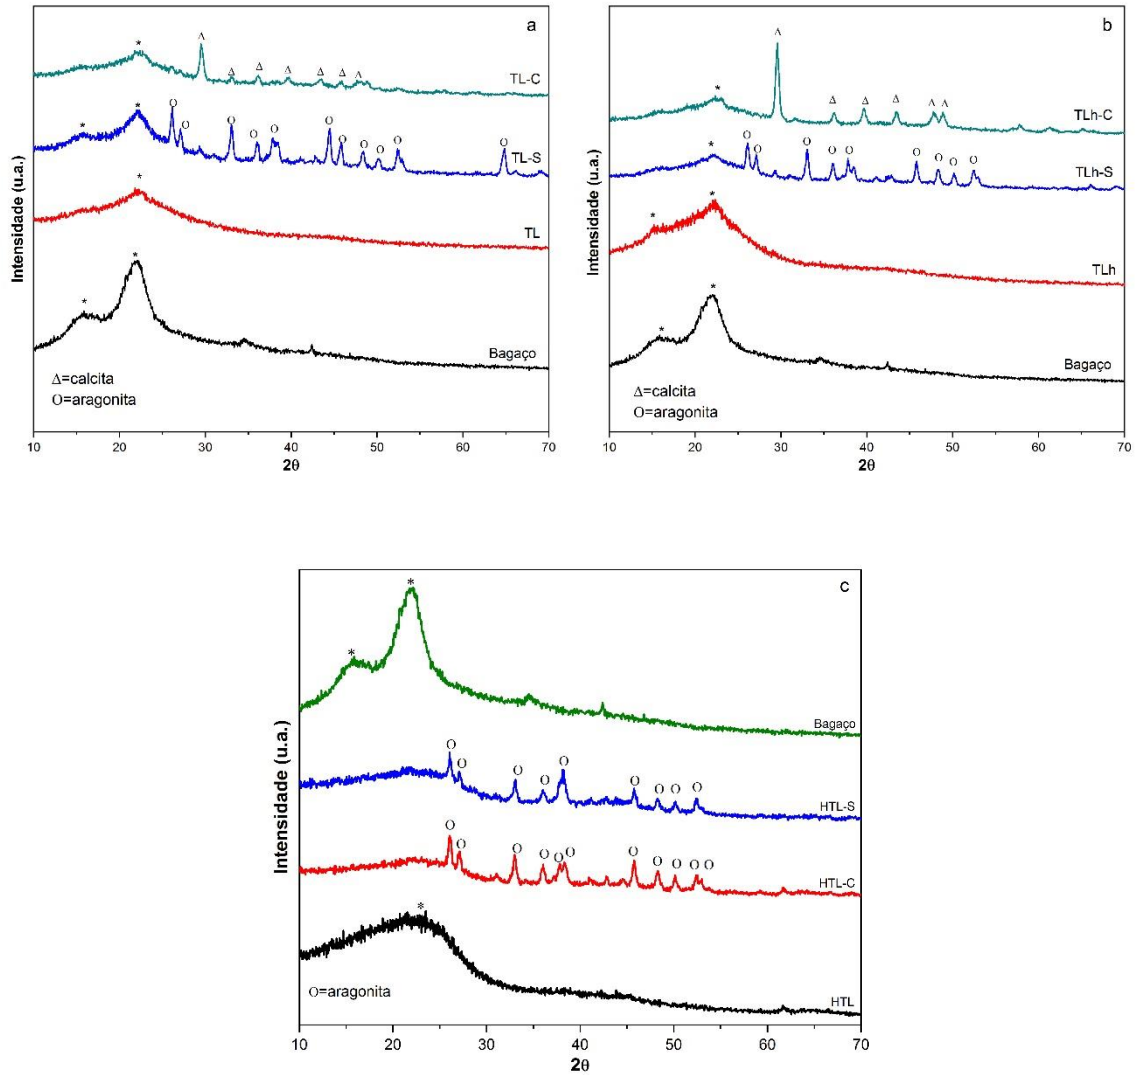 a
Intensidade (u.a.)
* Δ Δ Δ Δ Δ Δ Δ
TL-C
* * O O O O O O O O O O O
TL-S
*
TL
* *
Bagaço
Δ=calcita
O=aragonita
10 20 30 40 50 60 70
2θ
b
Intensidade (u.a.)
* Δ Δ Δ Δ Δ Δ
TLh-C
* O O O O O O O O O
TLh-S
* *
TLh
* *
Bagaço
Δ=calcita
O=aragonita
10 20 30 40 50 60 70
2θ
c
Intensidade (u.a.)
* *
Bagaço
O O O O O O O O O
HTL-S
O O O O O O O O O O O
HTL-C
*
O=aragonita
HTL
10 20 30 40 50 60 70
2θ